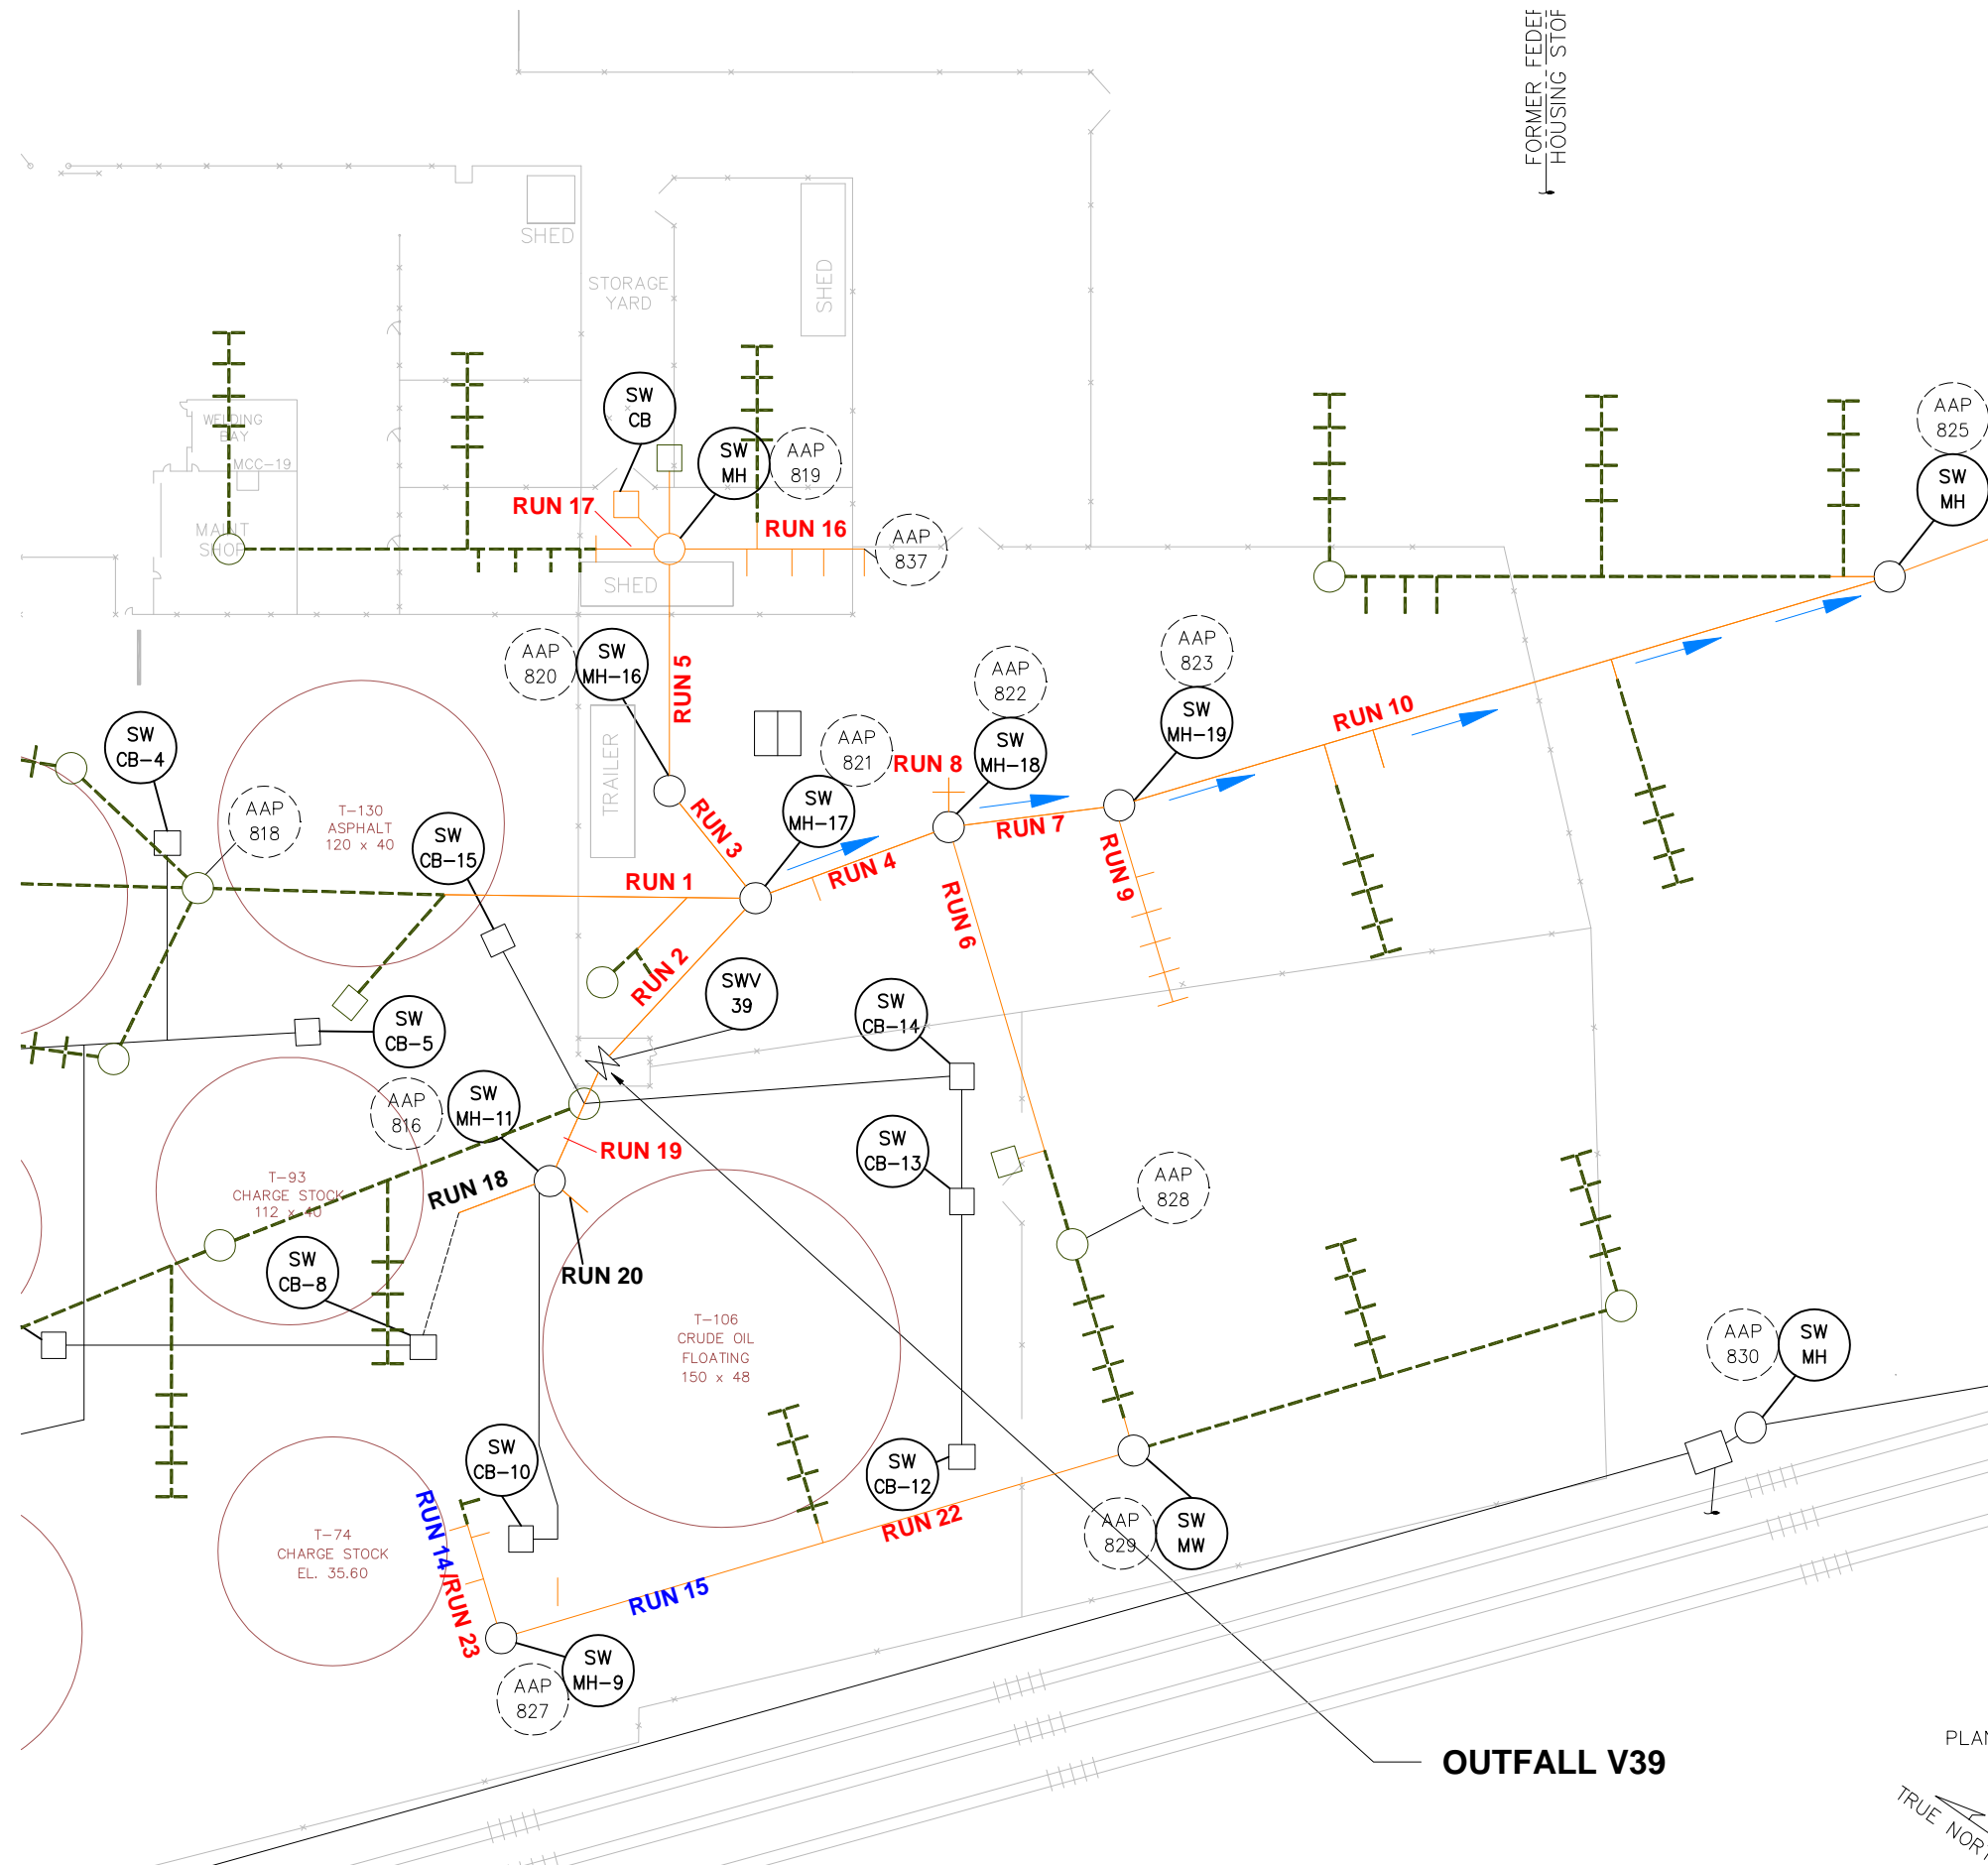 FORMER FEDER
HOUSING STOR
SHED
STORAGE
YARD
SHED
WELDING
BAY
MCC-19
MAINT
SHOP
SW
CB
SW
MH
AAP
819
AAP
825
SW
MH
RUN 17
RUN 16
AAP
837
SHED
AAP
820
SW
MH-16
RUN 5
AAP
822
AAP
823
SW
CB-4
AAP
818
T-130
ASPHALT
120 x 40
SW
CB-15
TRAILER
AAP
821
RUN 8
SW
MH-18
SW
MH-19
RUN 10
RUN 3
SW
MH-17
RUN 4
RUN 7
RUN 9
RUN 1
RUN 6
RUN 2
SWV
39
SW
CB-14
SW
CB-5
AAP
816
SW
MH-11
RUN 19
SW
CB-13
AAP
828
T-93
CHARGE STOCK
112 x 40
RUN 18
SW
CB-8
RUN 20
T-106
CRUDE OIL
FLOATING
150 x 48
AAP
830
SW
MH
SW
CB-10
SW
CB-12
RUN 22
AAP
829
SW
MW
T-74
CHARGE STOCK
EL. 35.60
RUN 14/RUN 23
RUN 15
SW
MH-9
AAP
827
OUTFALL V39
PLAN
TRUE NOR